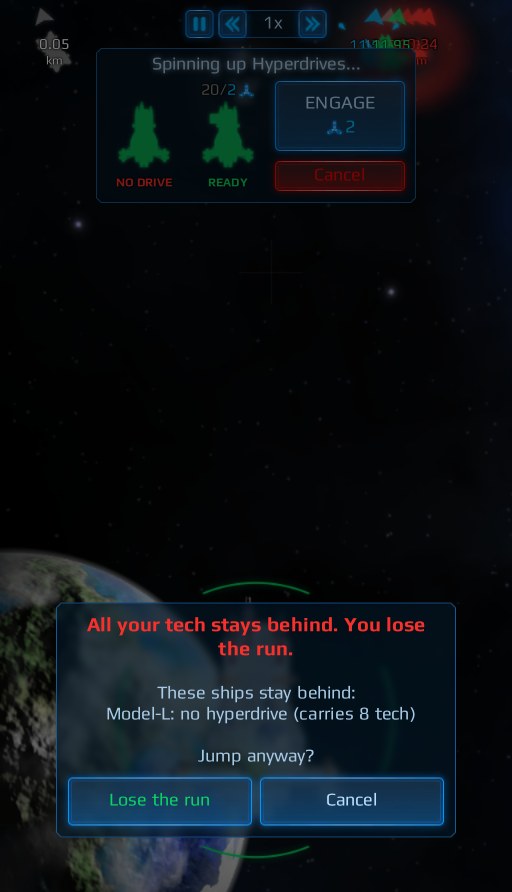 1x
0.05
km
Spinning up Hyperdrives...
20/2
ENGAGE
2
NO DRIVE
READY
Cancel
All your tech stays behind. You lose
the run.
These ships stay behind:
Model-L: no hyperdrive (carries 8 tech)
Jump anyway?
Lose the run
Cancel